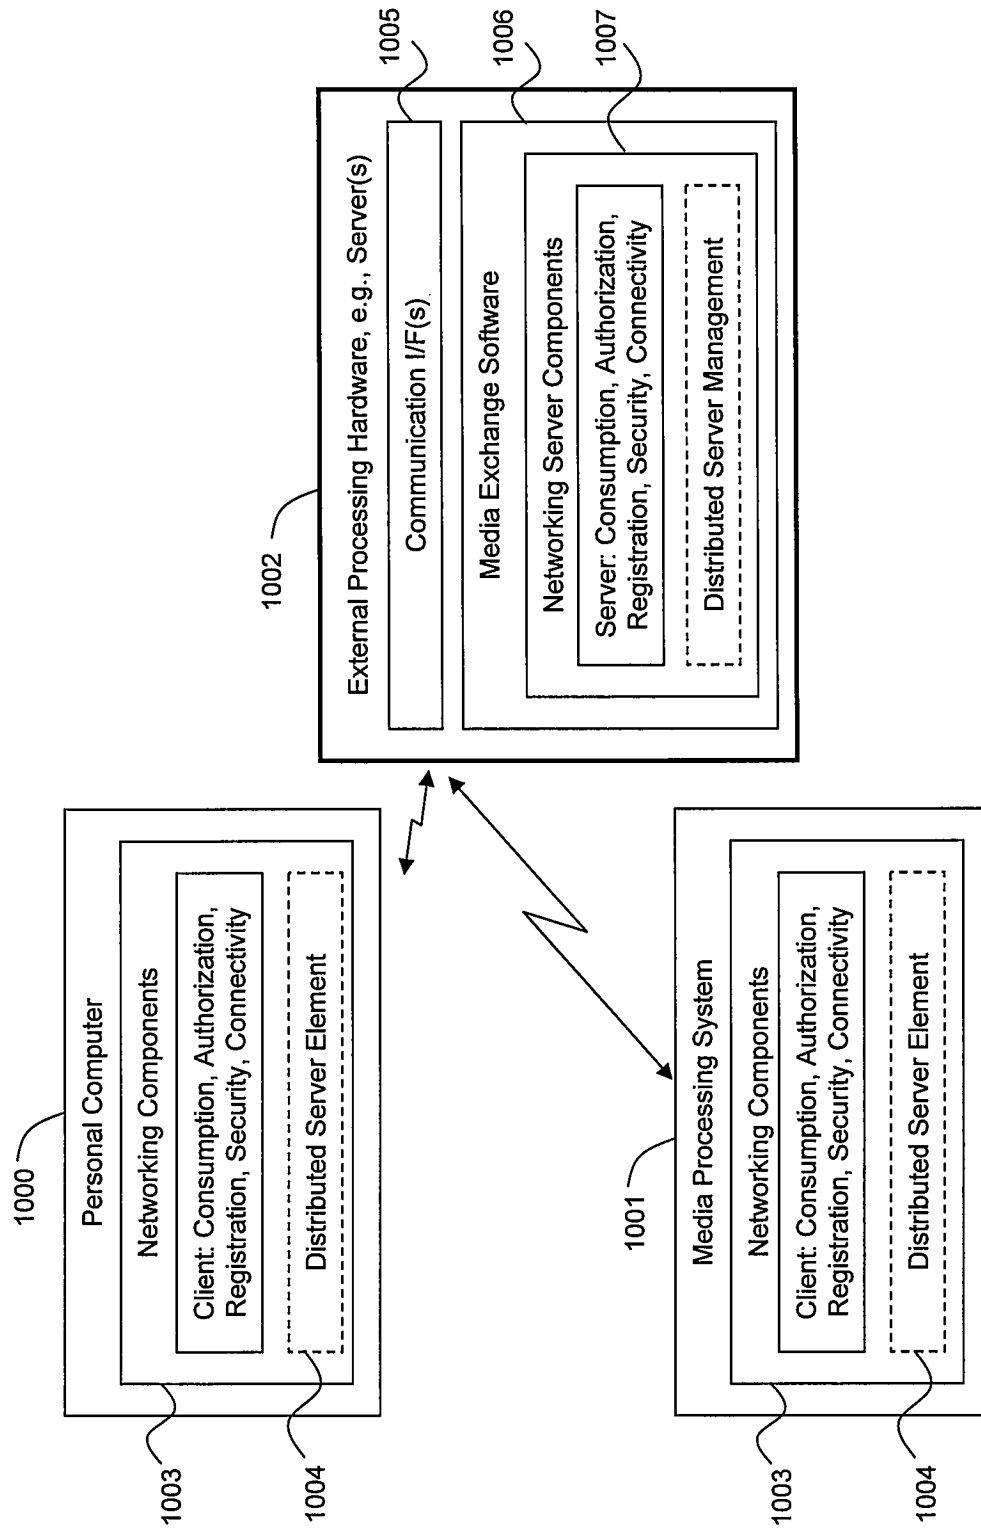 1000
Personal Computer
Networking Components
Client: Consumption, Authorization,
Registration, Security, Connectivity
Distributed Server Element
1003
1004
1001
Media Processing System
Networking Components
Client: Consumption, Authorization,
Registration, Security, Connectivity
Distributed Server Element
1003
1004
1002
External Processing Hardware, e.g., Server(s)
Communication I/F(s)
Media Exchange Software
Networking Server Components
Server: Consumption, Authorization,
Registration, Security, Connectivity
Distributed Server Management
1005
1006
1007